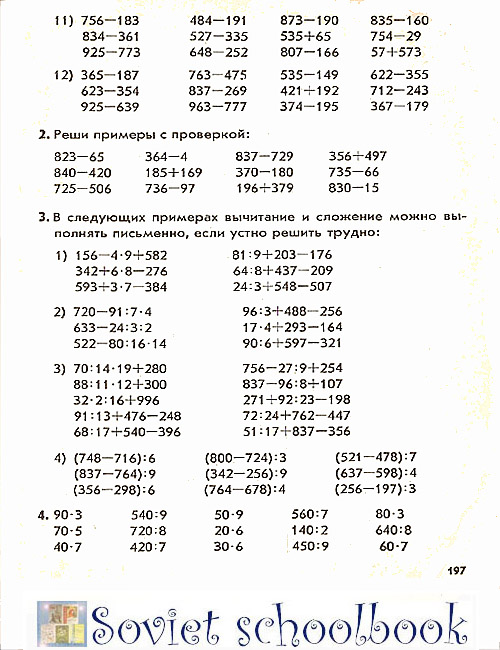 11) 756—183 484—191 873—190 835—160
834—361 527—335 535+65 754—29
925—773 648—252 807—166 57+573
12) 365—187 763—475 535—149 622—355
623—354 837—269 421+192 712—243
925—639 963—777 374—195 367—179
2. Реши примеры с проверкой:
823—65 364—4 837—729 356+497
840—420 185+169 370—180 735—66
725—506 736—97 196+379 830—15
3. В следующих примерах вычитание и сложение можно вы-
полнять письменно, если устно решить трудно:
1) 156—4·9+582 81:9+203—176
342+6·8—276 64:8+437—209
593+3·7—384 24:3+548—507
2) 720—91:7·4 96:3+488—256
633—24:3:2 17·4+293—164
522—80:16·14 90:6+597—321
3) 70:14·19+280 756—27:9+254
88:11·12+300 837—96:8+107
32·2:16+996 271+92:23—198
91:13+476—248 72:24+762—447
68:17+540—396 51:17+837—356
4) (748—716):6 (800—724):3 (521—478):7
(837—764):9 (342—256):9 (637—598):4
(356—298):6 (764—678):4 (256—197):3
4. 90·3 540:9 50·9 560:7 80·3
70·5 720:8 20·6 140:2 640:8
40·7 420:7 30·6 450:9 60·7
197
Soviet schoolbook